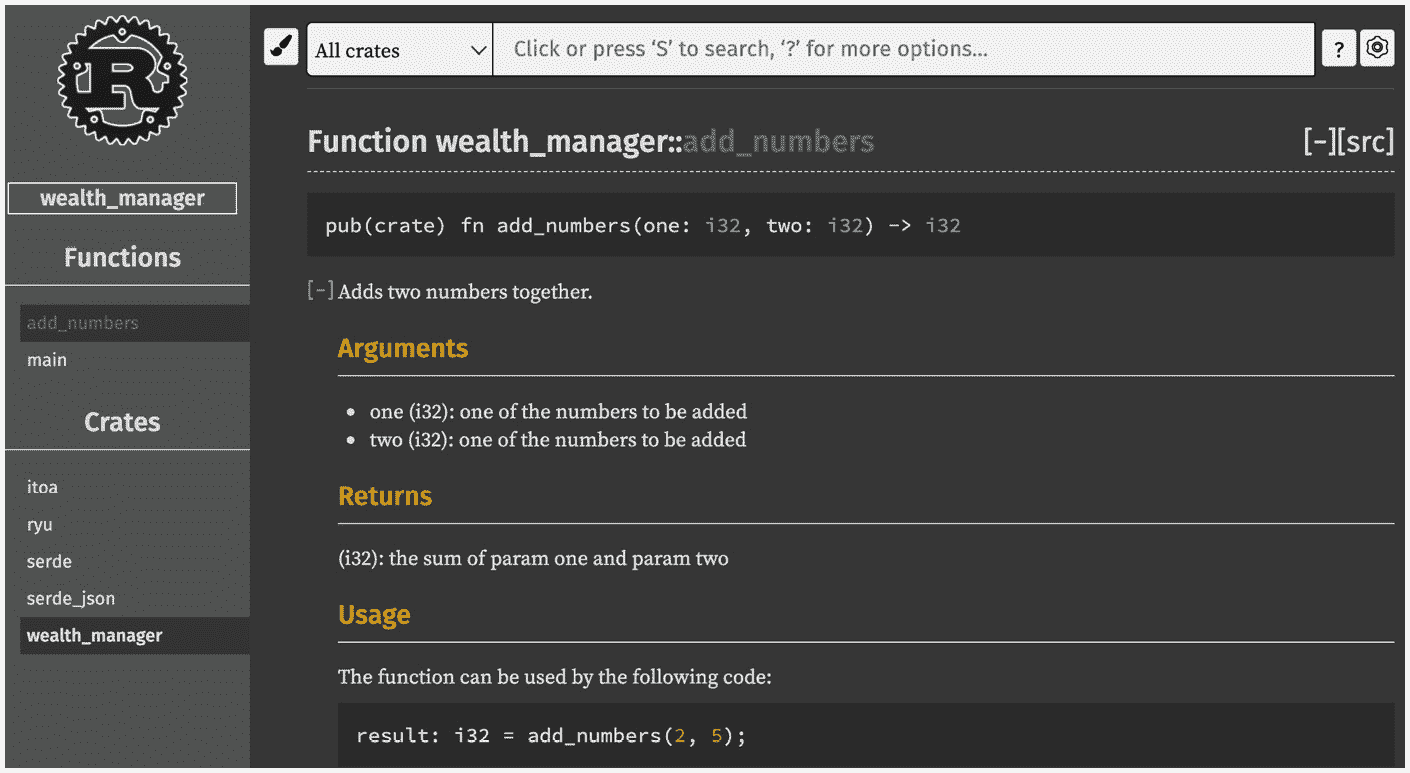 R
wealth_manager
Functions
add_numbers
main
Crates
itoa
ryu
serde
serde_json
wealth_manager
All crates
Click or press ‘S’ to search, ‘?’ for more options...
?
Function wealth_manager::add_numbers
[-][src]
pub(crate) fn add_numbers(one: i32, two: i32) -> i32
[-] Adds two numbers together.
Arguments
• one (i32): one of the numbers to be added
• two (i32): one of the numbers to be added
Returns
(i32): the sum of param one and param two
Usage
The function can be used by the following code:
result: i32 = add_numbers(2, 5);